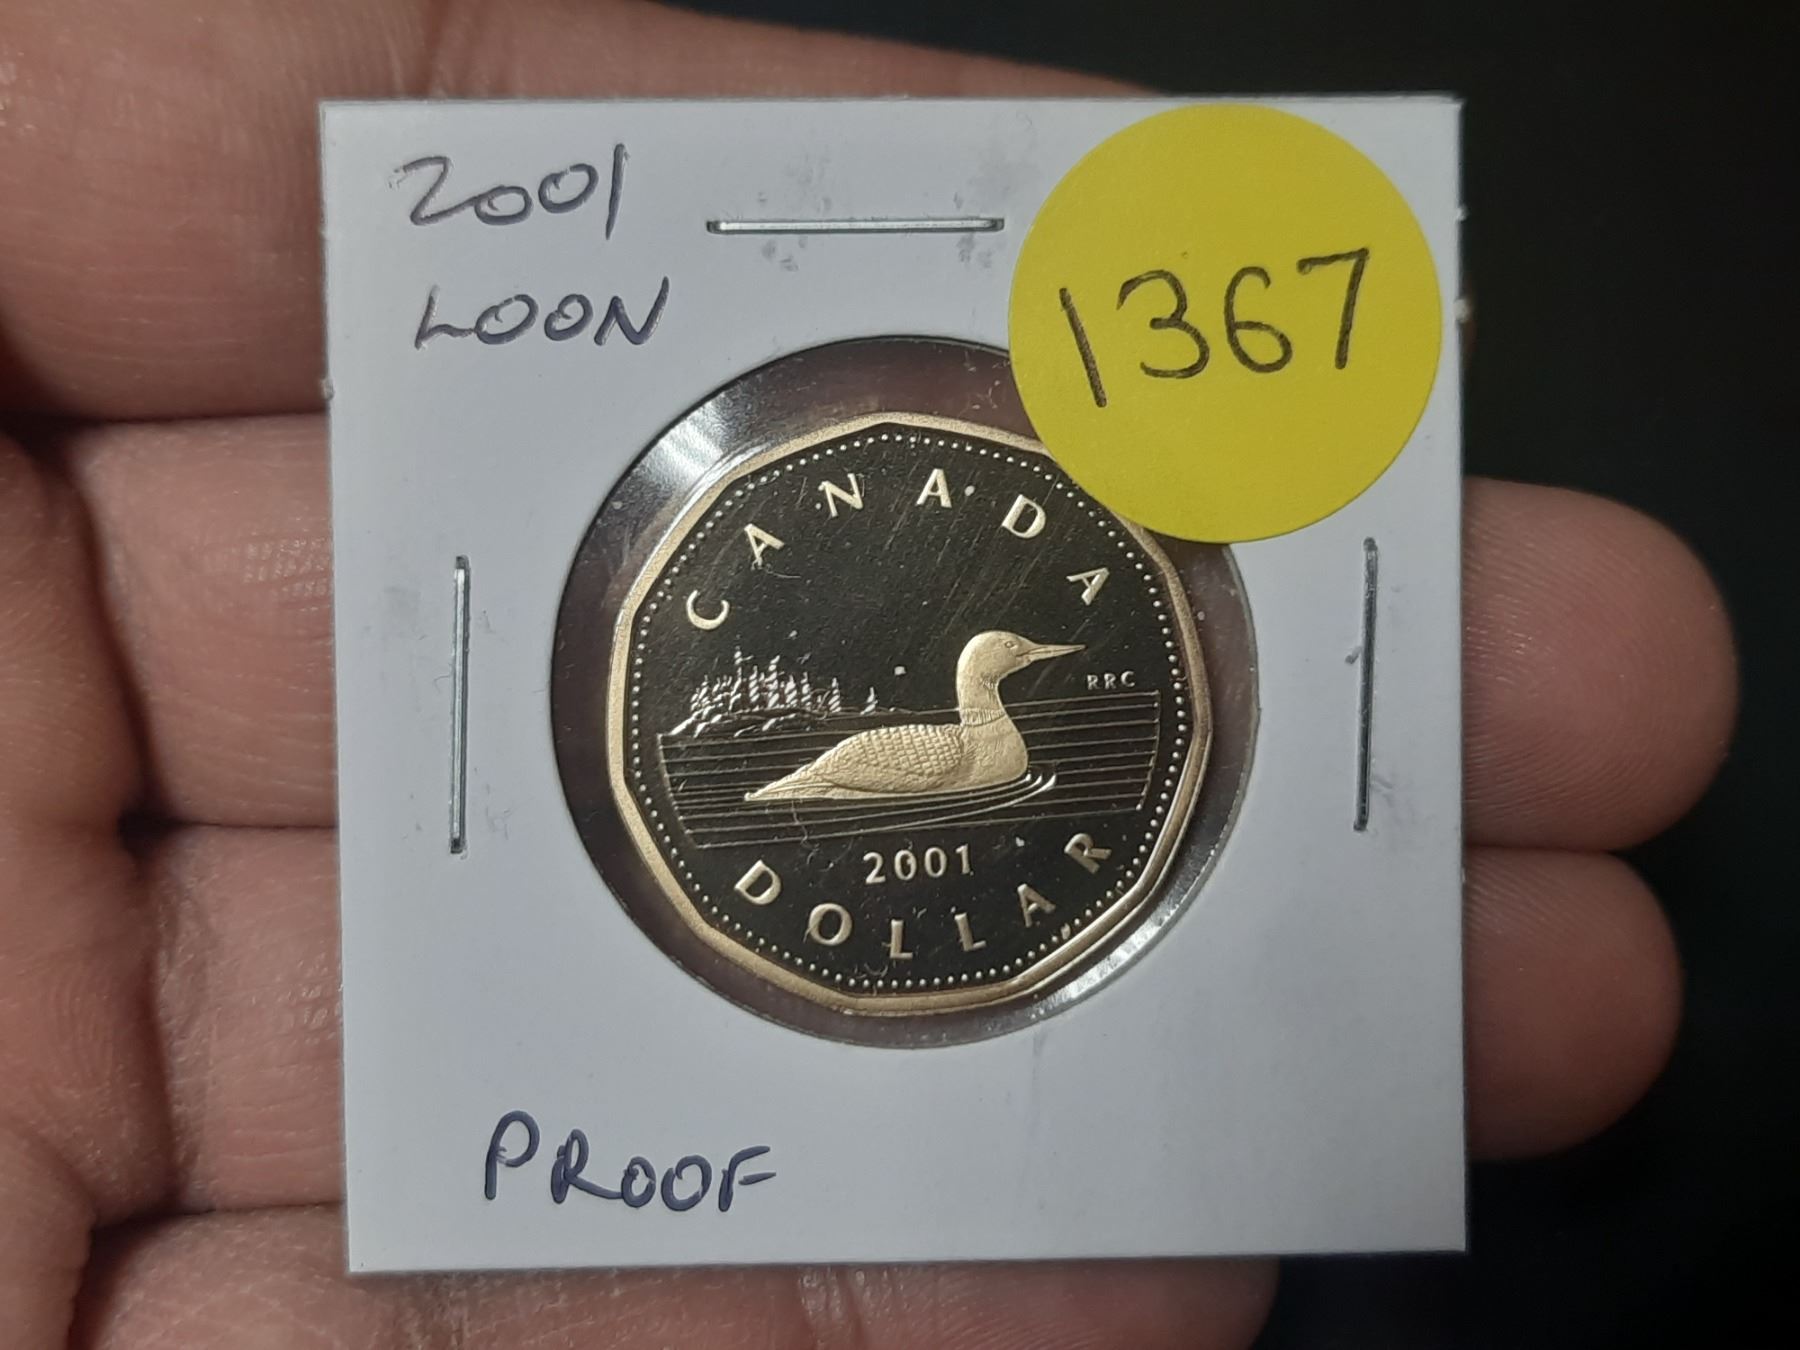 2001
LOON
1367
CANADA
RRC
2001
DOLLAR
PROOF